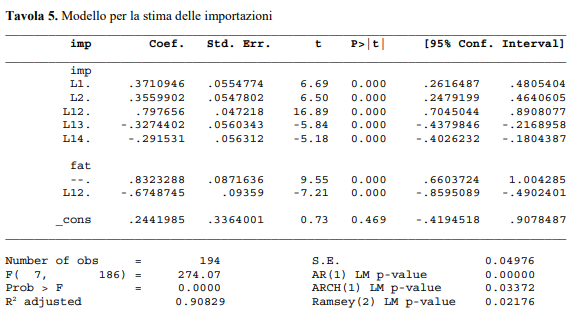 Tavola 5. Modello per la stima delle importazioni
imp Coef. Std. Err. t P>|t| [95% Conf. Interval]
imp
L1. .3710946 .0554774 6.69 0.000 .2616487 .4805404
L2. .3559902 .0547802 6.50 0.000 .2479199 .4640605
L12. .797656 .047218 16.89 0.000 .7045044 .8908077
L13. -.3274402 .0560343 -5.84 0.000 -.4379846 -.2168958
L14. -.291531 .056312 -5.18 0.000 -.4026232 -.1804387
fat
--. .8323288 .0871636 9.55 0.000 .6603724 1.004285
L12. -.6748745 .09359 -7.21 0.000 -.8595089 -.4902401
_cons .2441985 .3364001 0.73 0.469 -.4194518 .9078487
Number of obs = 194 S.E. 0.04976
F( 7, 186) = 274.07 AR(1) LM p-value 0.00000
Prob > F = 0.0000 ARCH(1) LM p-value 0.03372
R² adjusted 0.90829 Ramsey(2) LM p-value 0.02176